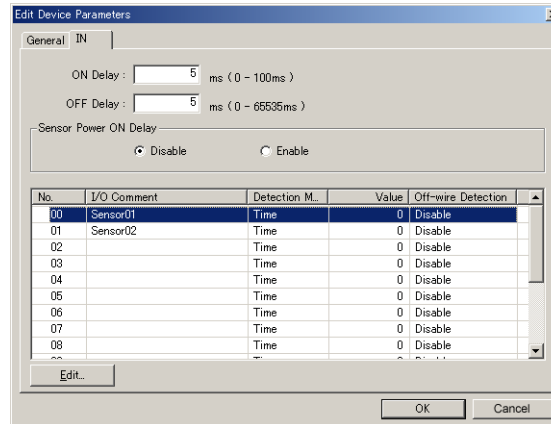 Edit Device Parameters
General IN
ON Delay : 5 ms ( 0 - 100ms )
OFF Delay : 5 ms ( 0 - 65535ms )
Sensor Power ON Delay
Disable Enable
No. I/O Comment Detection M... Value Off-wire Detection
00 Sensor01 Time 0 Disable
01 Sensor02 Time 0 Disable
02 Time 0 Disable
03 Time 0 Disable
04 Time 0 Disable
05 Time 0 Disable
06 Time 0 Disable
07 Time 0 Disable
08 Time 0 Disable
Edit...
OK Cancel